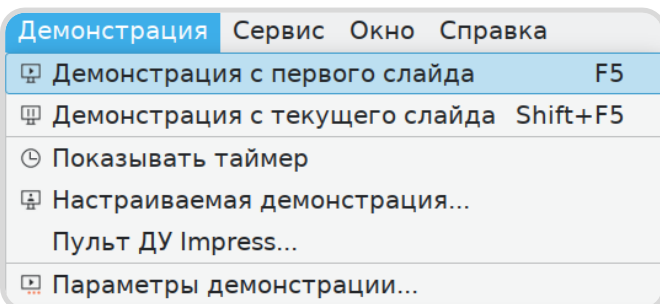 Демонстрация Сервис Окно Справка
Демонстрация с первого слайда F5
Демонстрация с текущего слайда Shift+F5
Показывать таймер
Настраиваемая демонстрация...
Пульт ДУ Impress...
Параметры демонстрации...